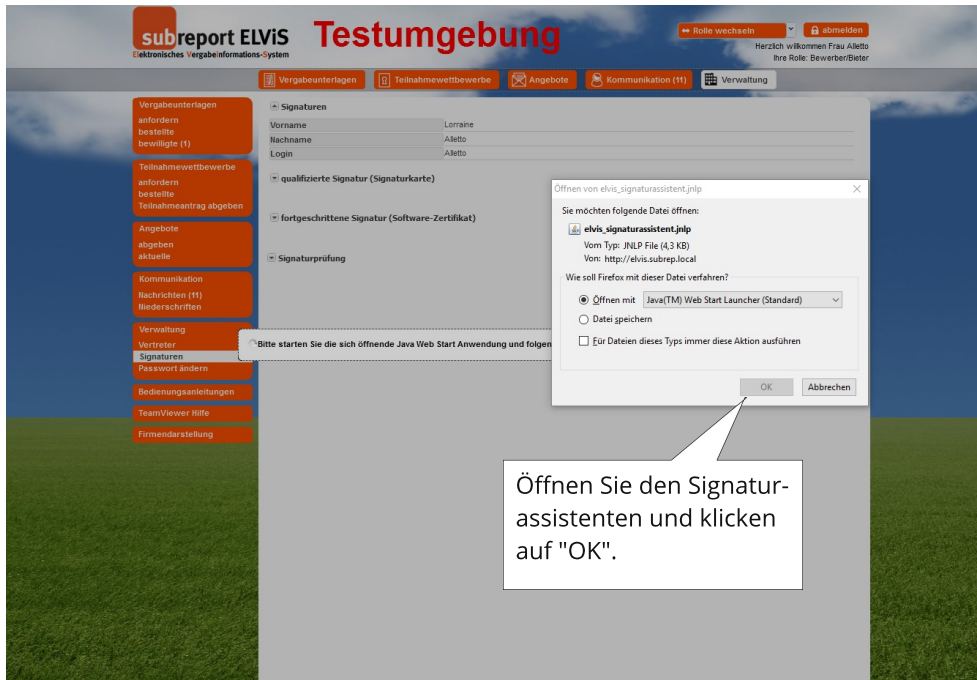 subreport ELViS
Elektronisches Vergabeinformations-System
Testumgebung
Rolle wechseln
abmelden
Herzlich willkommen Frau Alletto
Ihre Rolle: Bewerber/Bieter
Vergabeunterlagen
Teilnahmewettbewerbe
Angebote
Kommunikation (11)
Verwaltung
Vergabeunterlagen
anfordern
bestellte
bewilligte (1)
Teilnahmewettbewerbe
anfordern
bestellte
Teilnahmeantrag abgeben
Angebote
abgeben
aktuelle
Kommunikation
Nachrichten (11)
Niederschriften
Verwaltung
Vertreter
Signaturen
Passwort ändern
Bedienungsanleitungen
TeamViewer Hilfe
Firmendarstellung
Signaturen
Vorname Lorraine
Nachname Alletto
Login Alletto
qualifizierte Signatur (Signaturkarte)
fortgeschrittene Signatur (Software-Zertifikat)
Signaturprüfung
Bitte starten Sie die sich öffnende Java Web Start Anwendung und folgen
Öffnen von elvis_signaturassistent.jnlp
Sie möchten folgende Datei öffnen:
elvis_signaturassistent.jnlp
Vom Typ: JNLP File (4,3 KB)
Von: http://elvis.subrep.local
Wie soll Firefox mit dieser Datei verfahren?
Öffnen mit Java(TM) Web Start Launcher (Standard)
Datei speichern
Für Dateien dieses Typs immer diese Aktion ausführen
OK Abbrechen
Öffnen Sie den Signatur-
assistenten und klicken
auf "OK".